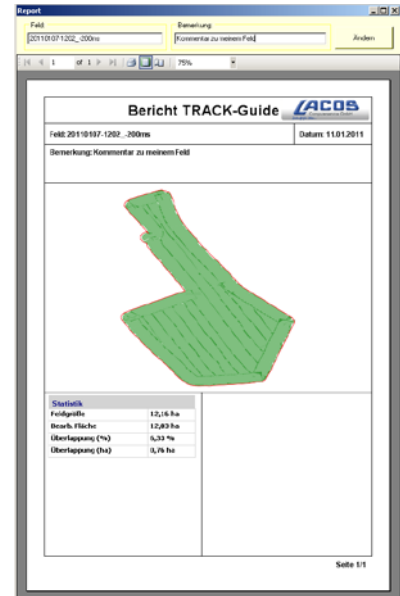 Report
Feld: Bemerkung:
20110107-1202_-200ms Kommentar zu meinem Feld Ändern
1 of 1 75%
Bericht TRACK-Guide LACOS
Feld: 20110107-1202_-200ms Datum: 11.01.2011
Bemerkung: Kommentar zu meinem Feld
Statistik
Feldgröße 12,16 ha
Bearb. Fläche 12,03 ha
Überlappung (%) 6,33 %
Überlappung (ha) 0,76 ha
Seite 1/1